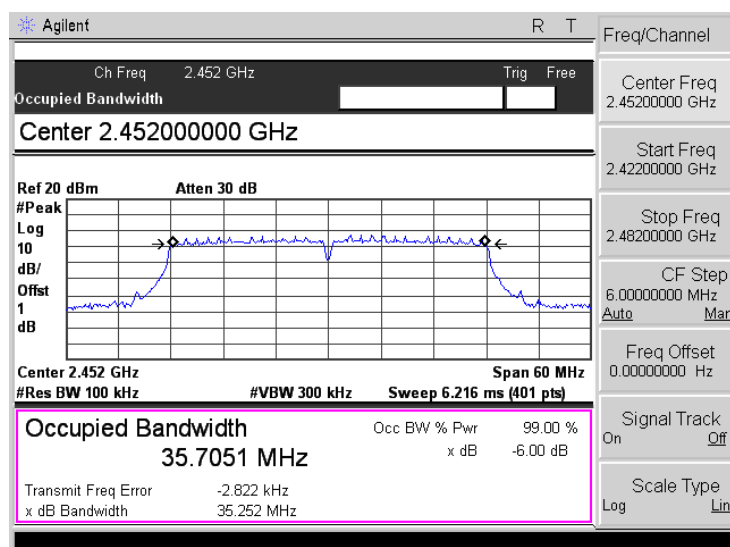 Agilent R T
Ch Freq 2.452 GHz Trig Free
Occupied Bandwidth
Center 2.452000000 GHz
Ref 20 dBm Atten 30 dB
#Peak
Log
10
dB/
Offst
1
dB
Center 2.452 GHz Span 60 MHz
#Res BW 100 kHz #VBW 300 kHz Sweep 6.216 ms (401 pts)
Occupied Bandwidth Occ BW % Pwr 99.00 %
35.7051 MHz x dB -6.00 dB
Transmit Freq Error -2.822 kHz
x dB Bandwidth 35.252 MHz
Freq/Channel
Center Freq
2.45200000 GHz
Start Freq
2.42200000 GHz
Stop Freq
2.48200000 GHz
CF Step
6.00000000 MHz
Auto Man
Freq Offset
0.00000000 Hz
Signal Track
On Off
Scale Type
Log Lin